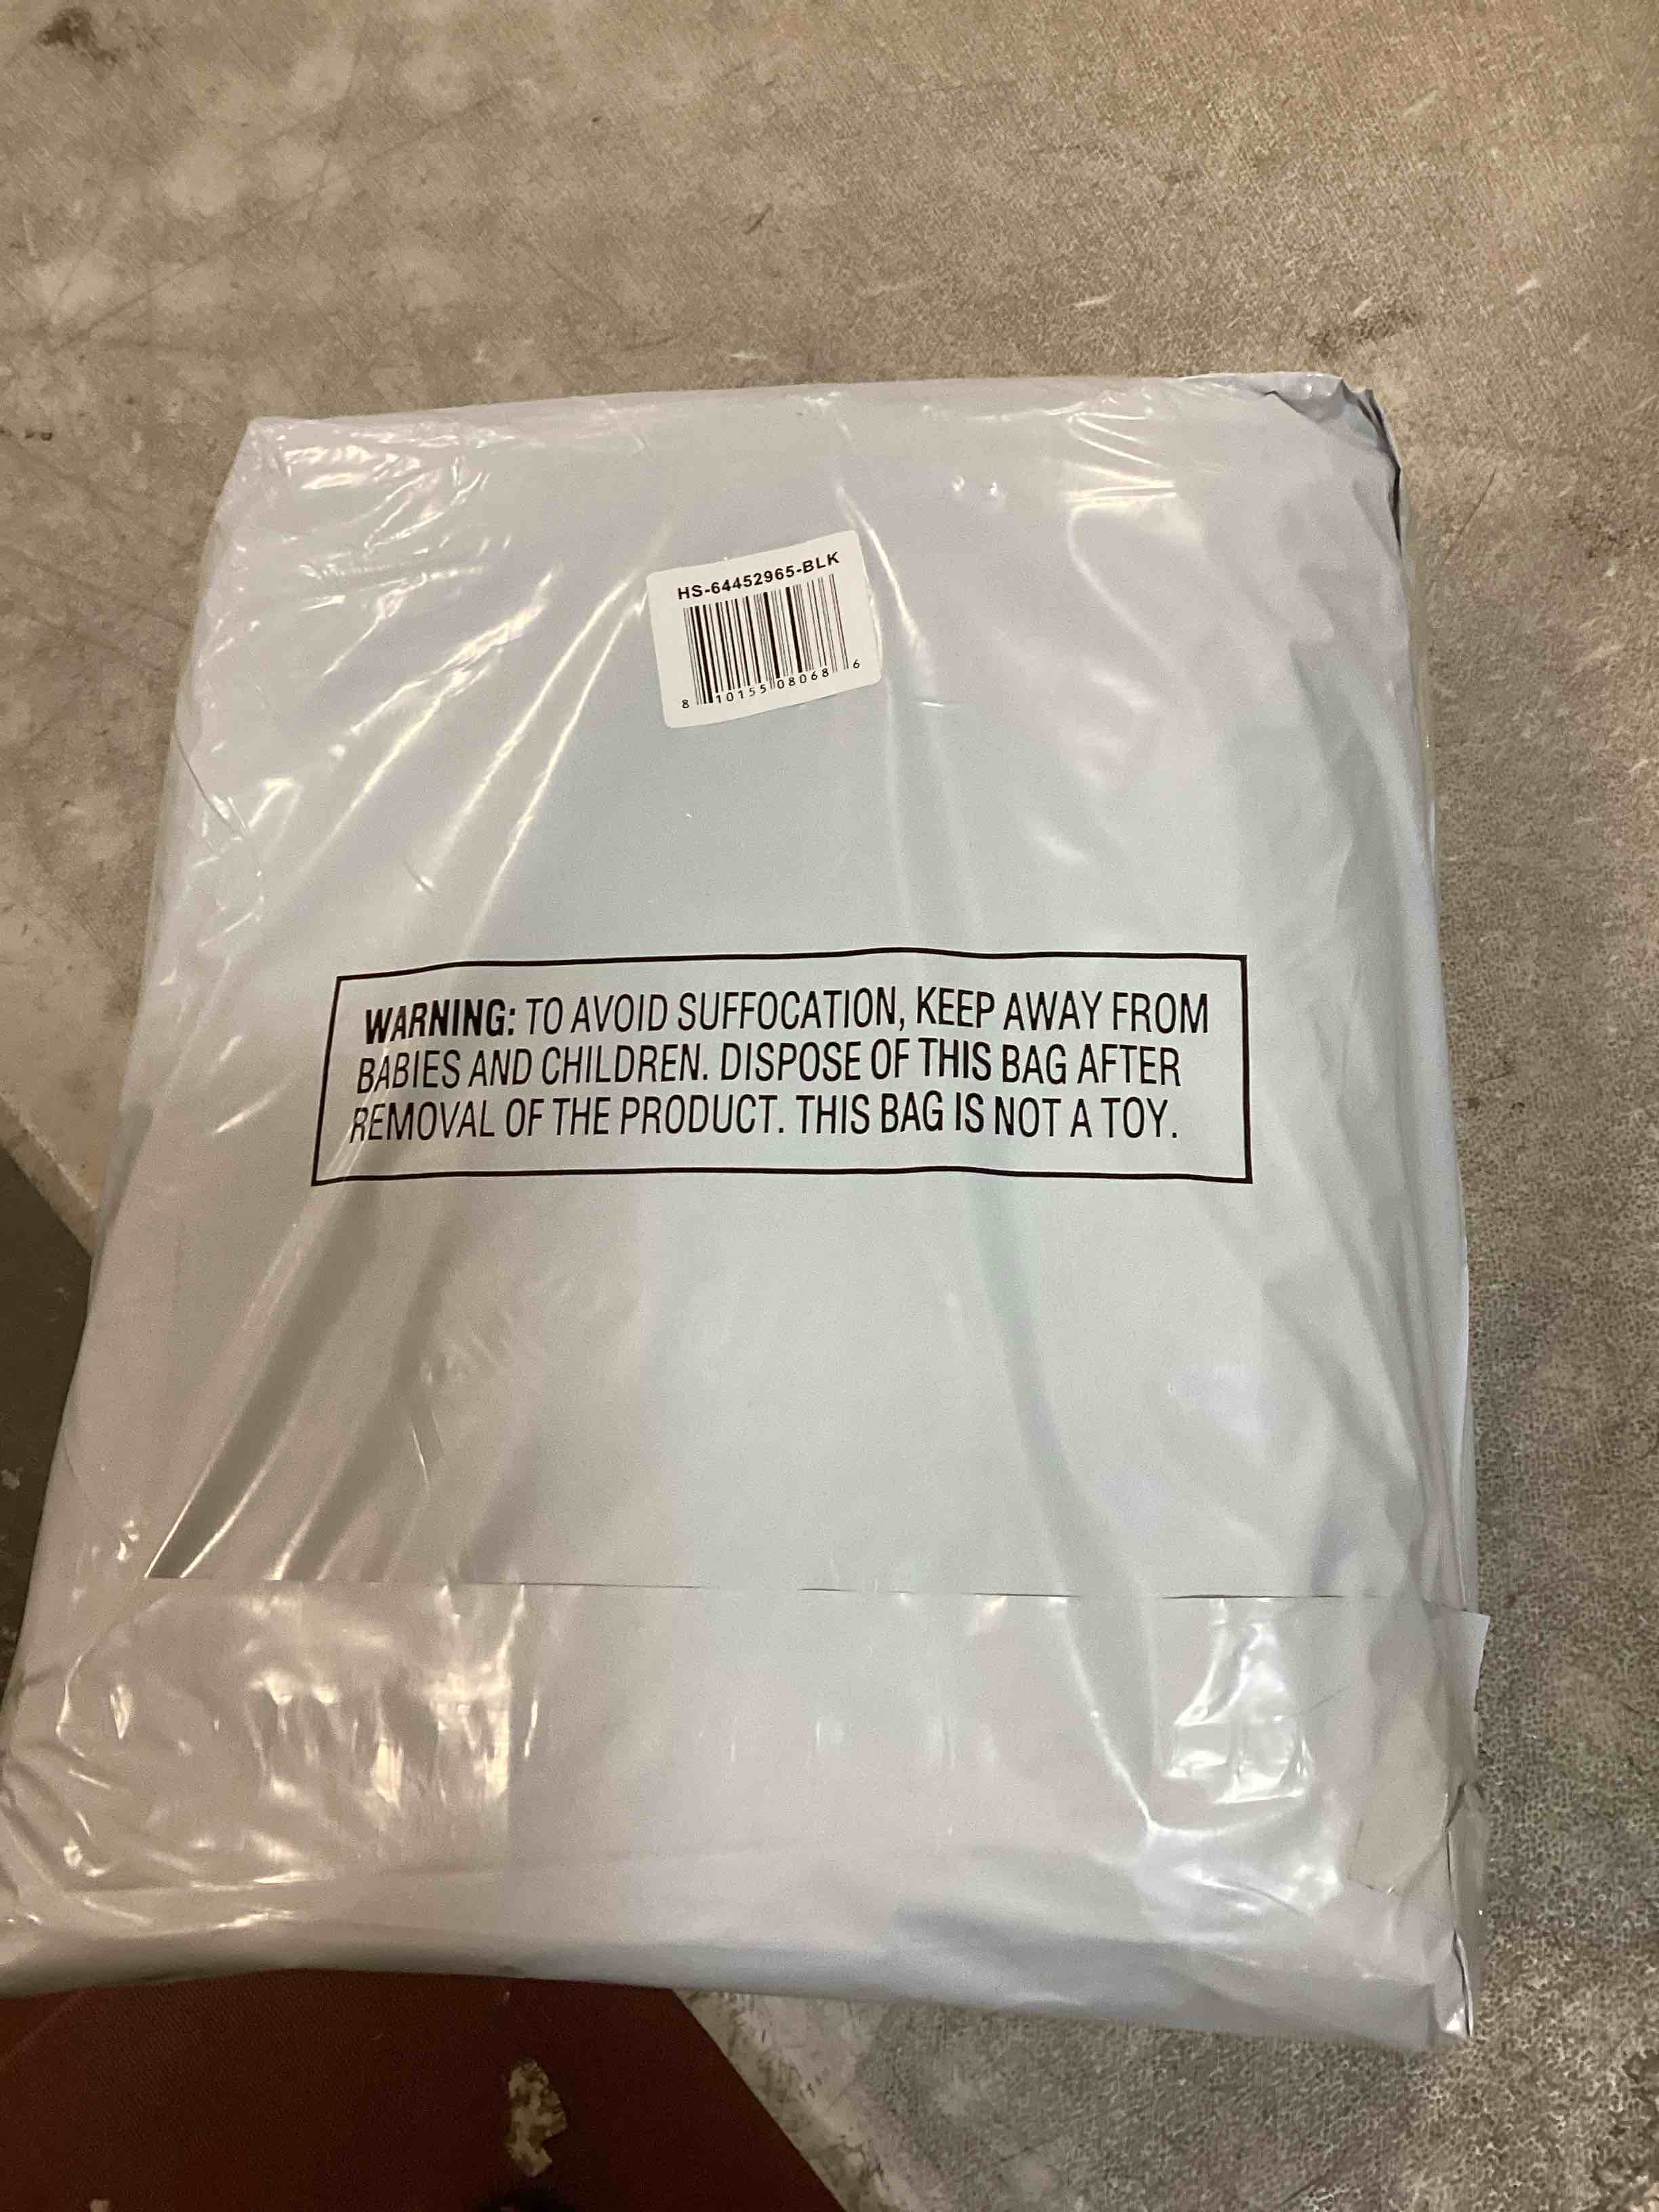 HS-64452965-BLK
8 10155 08068 6
WARNING: TO AVOID SUFFOCATION, KEEP AWAY FROM
BABIES AND CHILDREN. DISPOSE OF THIS BAG AFTER
REMOVAL OF THE PRODUCT. THIS BAG IS NOT A TOY.